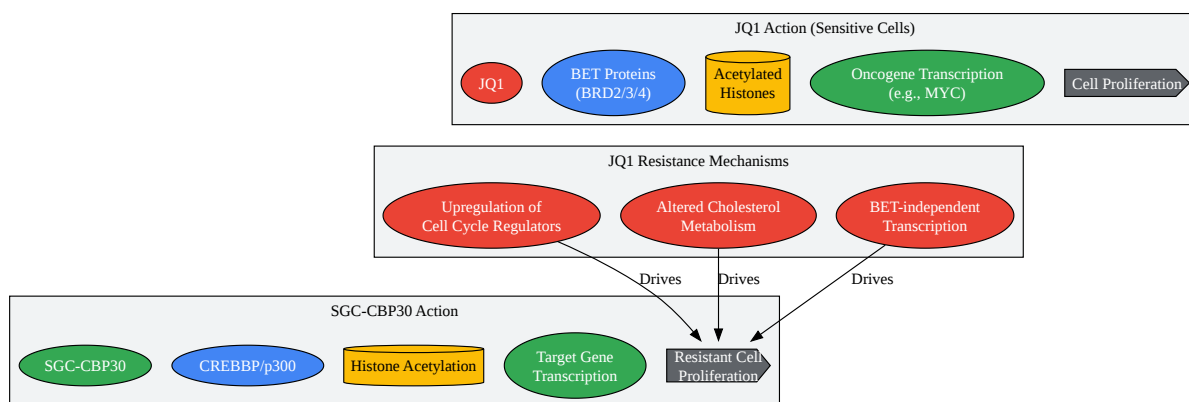 JQ1 Action (Sensitive Cells)
JQ1
BET Proteins
(BRD2/3/4)
Acetylated
Histones
Oncogene Transcription
(e.g., MYC)
Cell Proliferation
JQ1 Resistance Mechanisms
Upregulation of
Cell Cycle Regulators
Altered Cholesterol
Metabolism
BET-independent
Transcription
Drives
Drives
Drives
SGC-CBP30 Action
SGC-CBP30
CREBBP/p300
Histone Acetylation
Target Gene
Transcription
Resistant Cell
Proliferation